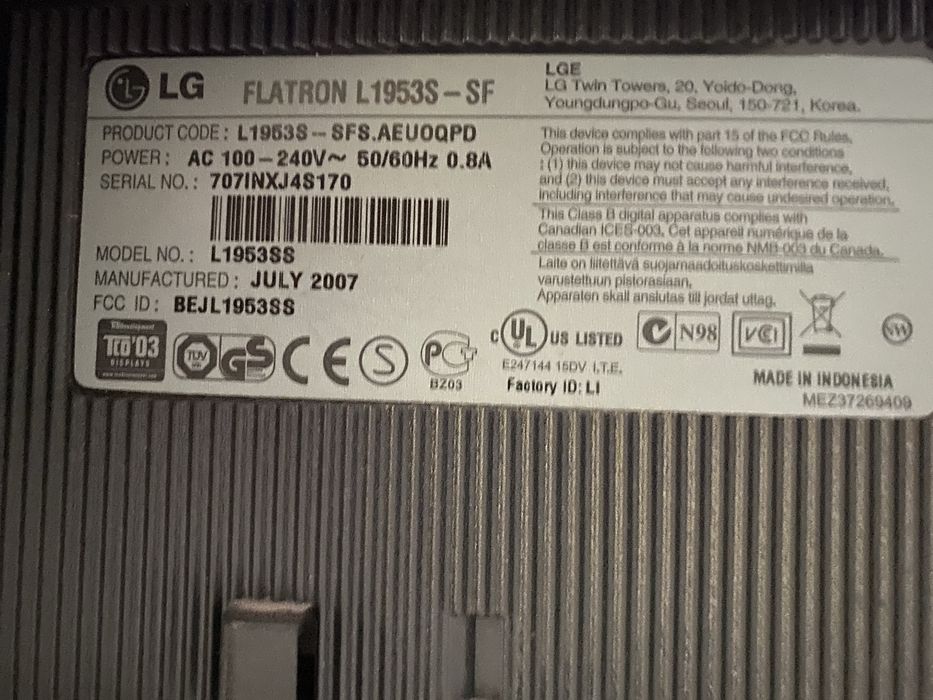 LG FLATRON L1953S-SF
PRODUCT CODE: L1953S-SFS.AEUOQPD
POWER: AC 100-240V~ 50/60Hz 0.8A
SERIAL NO.: 707INXJ4S170
MODEL NO.: L1953SS
MANUFACTURED: JULY 2007
FCC ID: BEJL1953SS
TCO'03
DISPLAYS
TÜV
GS
CE
S
PG
BZ03
LGE
LG Twin Towers, 20, Yoido-Dong,
Youngdungpo-Gu, Seoul, 150-721, Korea.
This device complies with part 15 of the FCC Rules.
Operation is subject to the following two conditions
: (1) this device may not cause harmful interference,
and (2) this device must accept any interference received,
including interference that may cause undesired operation.
This Class B digital apparatus complies with
Canadian ICES-003. Cet appareil numérique de la
classe B est conforme à la norme NMB-003 du Canada.
Laite on liitettävä suojamaadoituskoskettimilla
varustettuun pistorasiaan,
Apparaten skall anslutas till jordat uttag.
C UL US LISTED
E247144 15DV I.T.E.
Factory ID: LI
N98
VCI
MADE IN INDONESIA
MEZ37269409